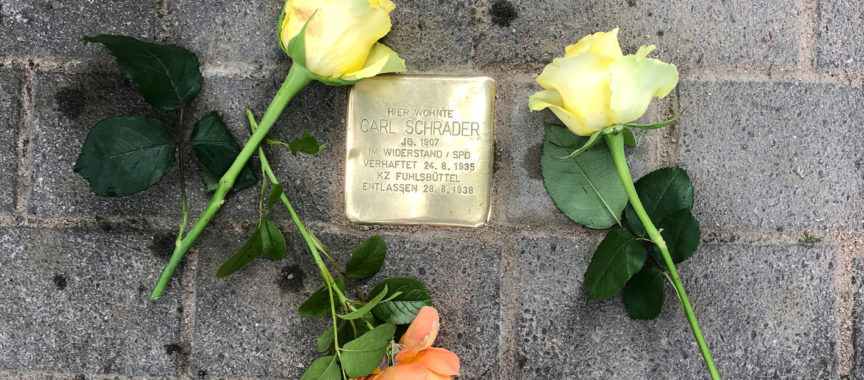 HIER WOHNTE
CARL SCHRADER
JG. 1907
IM WIDERSTAND / SPD
VERHAFTET 24. 8. 1935
KZ FUHLSBÜTTEL
ENTLASSEN 28. 8. 1938